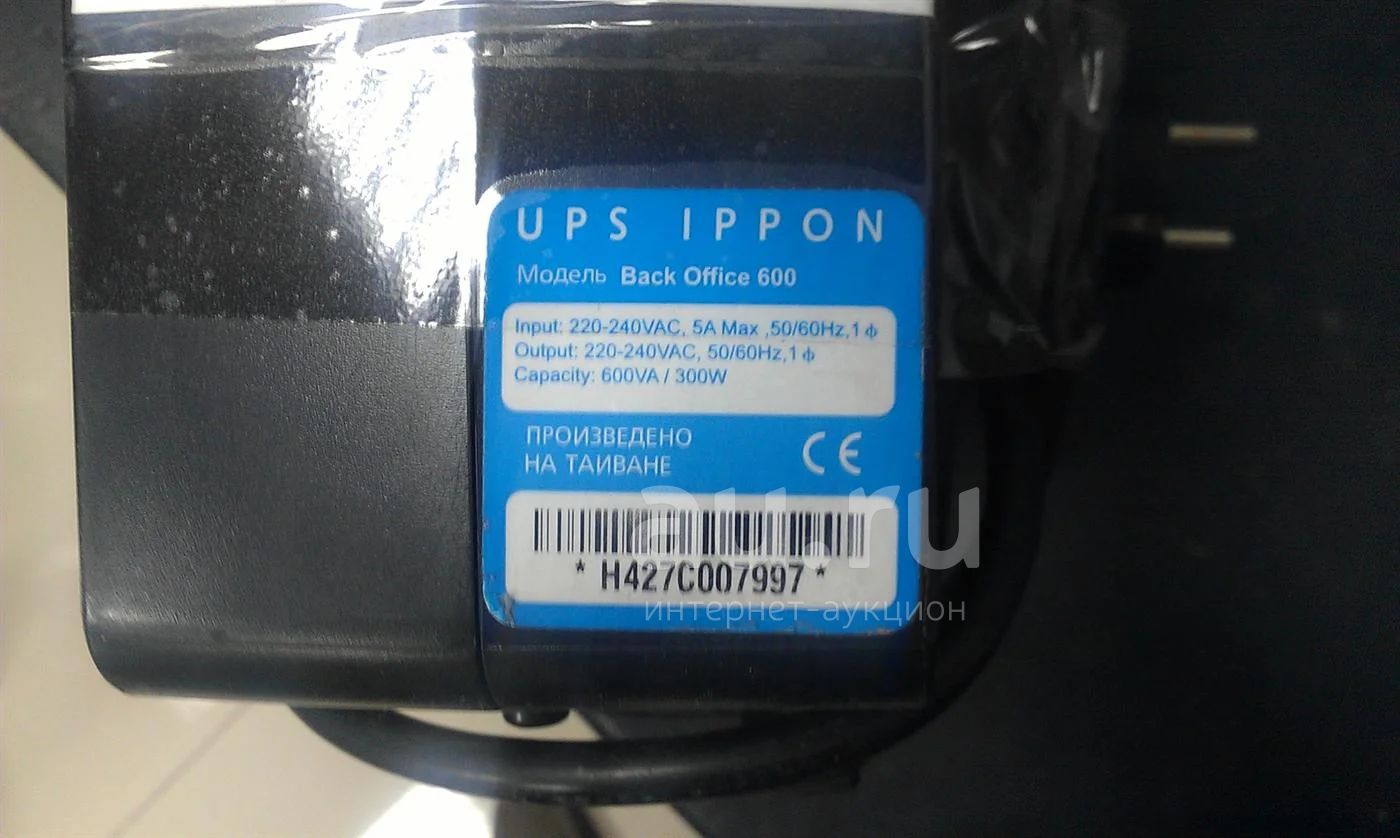 UPS IPPON
Модель Back Office 600
Input: 220-240VAC, 5A Max ,50/60Hz,1 ϕ
Output: 220-240VAC, 50/60Hz,1 ϕ
Capacity: 600VA / 300W
ПРОИЗВЕДЕНО
НА ТАИВАНЕ
CE
au.ru
* H427C007997 *
интернет-аукцион